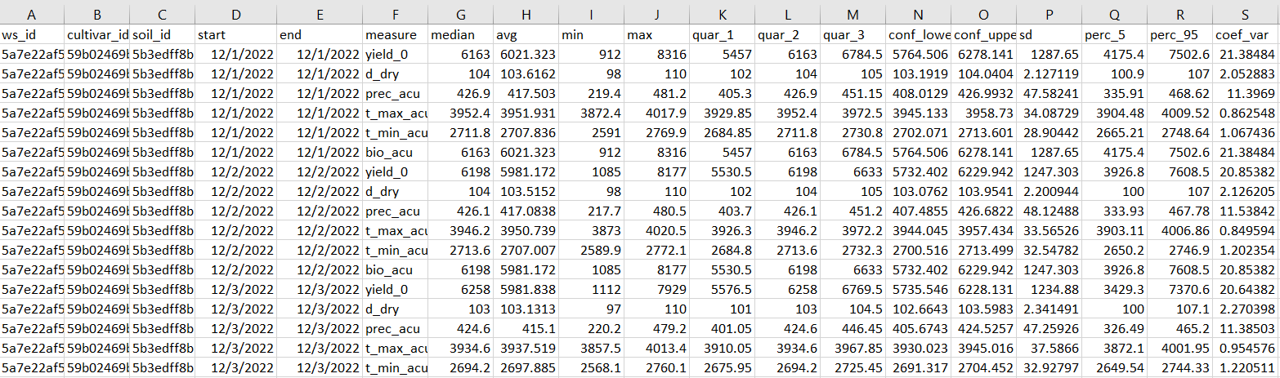 A B C D E F G H I J K L M N O P Q R S
ws_id cultivar_id soil_id start end measure median avg min max quar_1 quar_2 quar_3 conf_lowe conf_uppe sd perc_5 perc_95 coef_var
5a7e22af5 59b02469b 5b3edff8b 12/1/2022 12/1/2022 yield_0 6163 6021.323 912 8316 5457 6163 6784.5 5764.506 6278.141 1287.65 4175.4 7502.6 21.38484
5a7e22af5 59b02469b 5b3edff8b 12/1/2022 12/1/2022 d_dry 104 103.6162 98 110 102 104 105 103.1919 104.0404 2.127119 100.9 107 2.052883
5a7e22af5 59b02469b 5b3edff8b 12/1/2022 12/1/2022 prec_acu 426.9 417.503 219.4 481.2 405.3 426.9 451.15 408.0129 426.9932 47.58241 335.91 468.62 11.3969
5a7e22af5 59b02469b 5b3edff8b 12/1/2022 12/1/2022 t_max_acu 3952.4 3951.931 3872.4 4017.9 3929.85 3952.4 3972.5 3945.133 3958.73 34.08729 3904.48 4009.52 0.862548
5a7e22af5 59b02469b 5b3edff8b 12/1/2022 12/1/2022 t_min_acu 2711.8 2707.836 2591 2769.9 2684.85 2711.8 2730.8 2702.071 2713.601 28.90442 2665.21 2748.64 1.067436
5a7e22af5 59b02469b 5b3edff8b 12/1/2022 12/1/2022 bio_acu 6163 6021.323 912 8316 5457 6163 6784.5 5764.506 6278.141 1287.65 4175.4 7502.6 21.38484
5a7e22af5 59b02469b 5b3edff8b 12/2/2022 12/2/2022 yield_0 6198 5981.172 1085 8177 5530.5 6198 6633 5732.402 6229.942 1247.303 3926.8 7608.5 20.85382
5a7e22af5 59b02469b 5b3edff8b 12/2/2022 12/2/2022 d_dry 104 103.5152 98 110 102 104 105 103.0762 103.9541 2.200944 100 107 2.126205
5a7e22af5 59b02469b 5b3edff8b 12/2/2022 12/2/2022 prec_acu 426.1 417.0838 217.7 480.5 403.7 426.1 451.2 407.4855 426.6822 48.12488 333.93 467.78 11.53842
5a7e22af5 59b02469b 5b3edff8b 12/2/2022 12/2/2022 t_max_acu 3946.2 3950.739 3873 4020.5 3926.3 3946.2 3972.2 3944.045 3957.434 33.56526 3903.11 4006.86 0.849594
5a7e22af5 59b02469b 5b3edff8b 12/2/2022 12/2/2022 t_min_acu 2713.6 2707.007 2589.9 2772.1 2684.8 2713.6 2732.11 2700.516 2713.499 32.54782 2650.2 2746.9 1.202354
5a7e22af5 59b02469b 5b3edff8b 12/2/2022 12/2/2022 bio_acu 6198 5981.172 1085 8177 5530.5 6198 6633 5732.402 6229.942 1247.303 3926.8 7608.5 20.85382
5a7e22af5 59b02469b 5b3edff8b 12/3/2022 12/3/2022 yield_0 6258 5981.838 1112 7929 5576.5 6258 6769.5 5735.546 6228.131 1234.88 3429.3 7370.6 20.64382
5a7e22af5 59b02469b 5b3edff8b 12/3/2022 12/3/2022 d_dry 103 103.1313 97 110 101 103 104.5 102.6643 103.5983 2.341491 100 107.1 2.270398
5a7e22af5 59b02469b 5b3edff8b 12/3/2022 12/3/2022 prec_acu 424.6 415.1 220.2 479.2 401.05 424.6 446.45 405.6743 424.5257 47.25926 326.49 465.2 11.38503
5a7e22af5 59b02469b 5b3edff8b 12/3/2022 12/3/2022 t_max_acu 3934.6 3937.519 3857.5 4013.4 3910.05 3934.6 3967.85 3930.023 3945.016 37.5866 3872.1 4001.95 0.954576
5a7e22af5 59b02469b 5b3edff8b 12/3/2022 12/3/2022 t_min_acu 2694.2 2697.885 2568.1 2760.1 2675.95 2694.2 2725.45 2691.317 2704.452 32.92797 2649.54 2744.33 1.220511